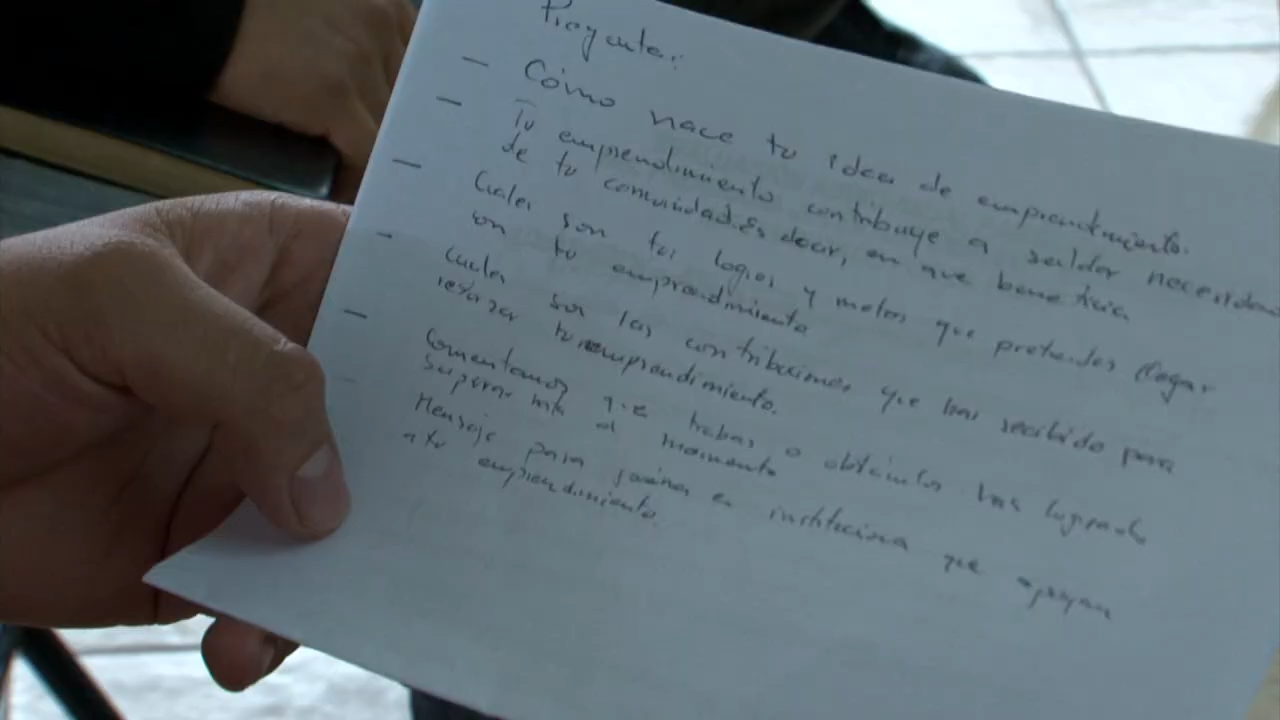 Preguntas:
- Cómo nace tu idea de emprendimiento.
- Tu emprendimiento contribuye a saldar necesidades
de tu comunidad. Es decir, en que beneficia
- Cuales son tus logros y metas que pretendes llegar
con tu emprendimiento
- Cuales son las contribuciones que has recibido para
reforzar tu emprendimiento.
- Comentamos que trabas o obstáculos has logrado
superar hasta el momento
- Mensaje para jovenes e institucions que apoyan
a tu emprendimiento.